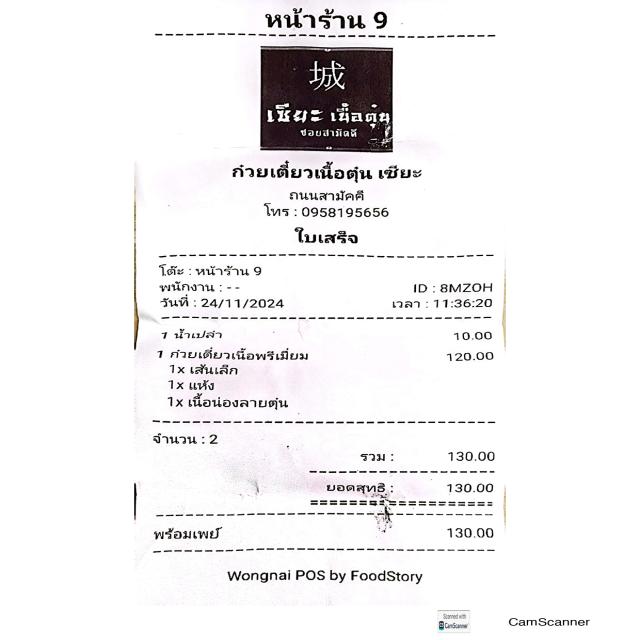 หน้าร้าน 9
城
เซียะ เนื้อตุ๋น
ซอยสามัคคี
ก๋วยเตี๋ยวเนื้อตุ๋น เซียะ
ถนนสามัคคี
โทร : 0958195656
ใบเสร็จ
โต๊ะ : หน้าร้าน 9
พนักงาน : - - ID : 8MZOH
วันที่ : 24/11/2024 เวลา : 11:36:20
1 น้ำเปล่า 10.00
1 ก๋วยเตี๋ยวเนื้อพรีเมี่ยม 120.00
1x เส้นเล็ก
1x แห้ง
1x เนื้อน่องลายตุ๋น
จำนวน : 2
รวม : 130.00
ยอดสุทธิ : 130.00
พร้อมเพย์ 130.00
Wongnai POS by FoodStory
Scanned with
CS CamScanner
CamScanner